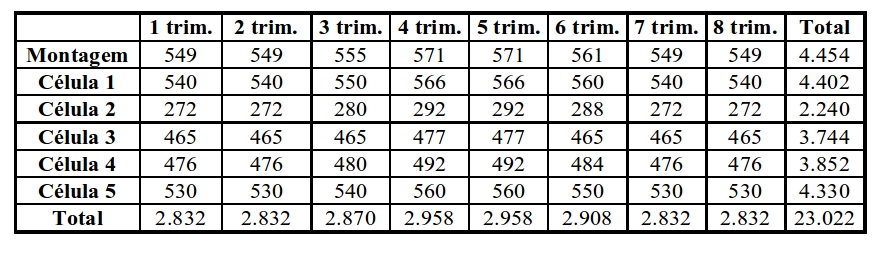 1 trim. 2 trim. 3 trim. 4 trim. 5 trim. 6 trim. 7 trim. 8 trim. Total
Montagem 549 549 555 571 571 561 549 549 4.454
Célula 1 540 540 550 566 566 560 540 540 4.402
Célula 2 272 272 280 292 292 288 272 272 2.240
Célula 3 465 465 465 477 477 465 465 465 3.744
Célula 4 476 476 480 492 492 484 476 476 3.852
Célula 5 530 530 540 560 560 550 530 530 4.330
Total 2.832 2.832 2.870 2.958 2.958 2.908 2.832 2.832 23.022